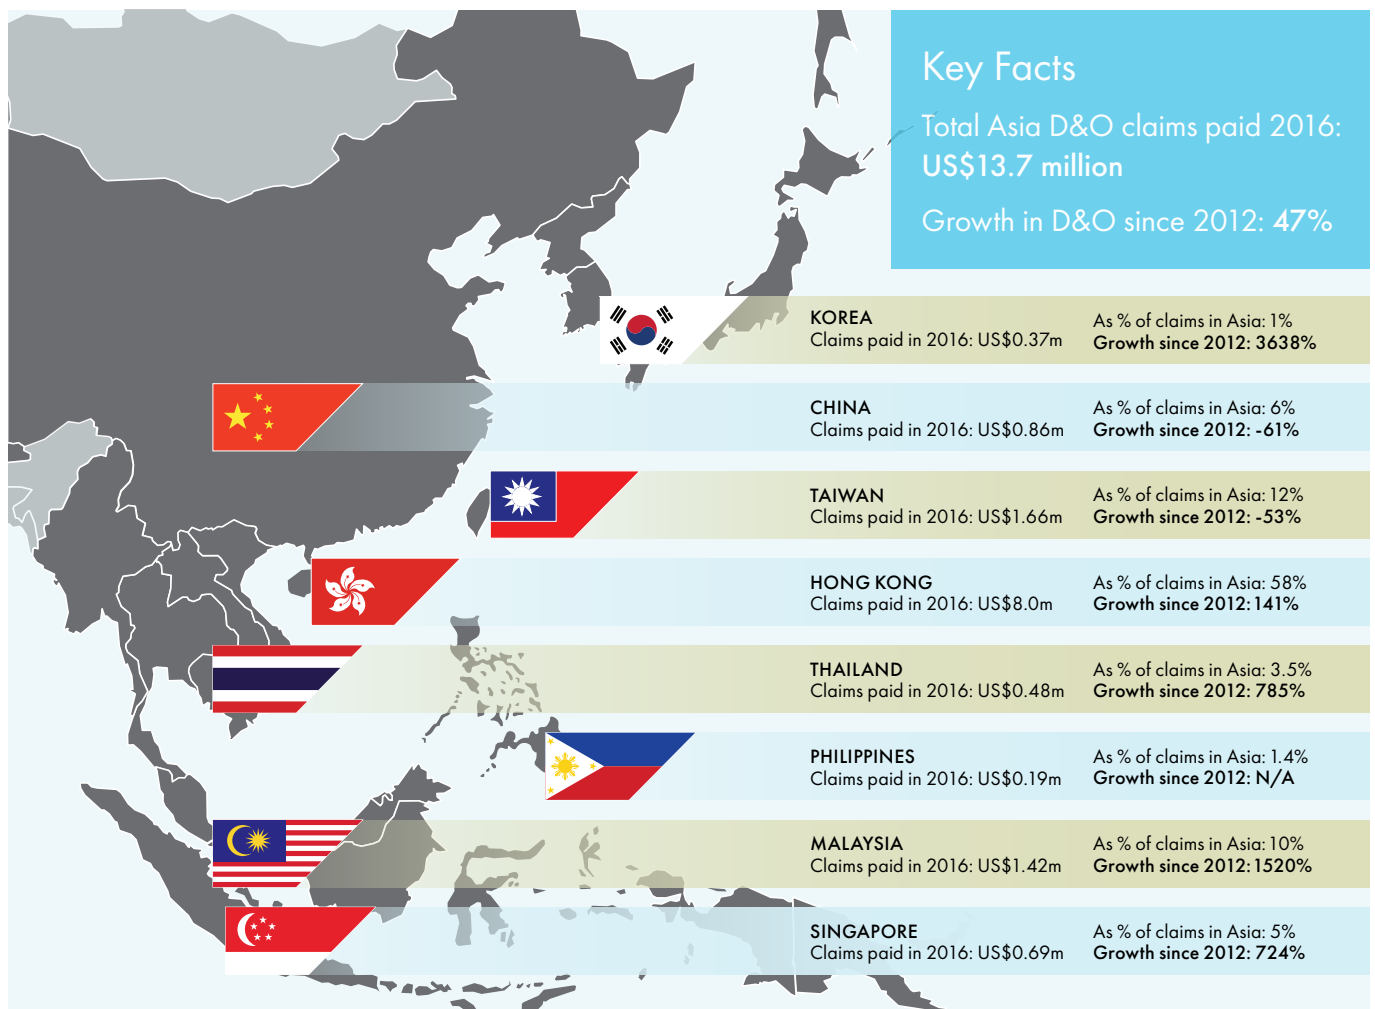 Key Facts
Total Asia D&O claims paid 2016:
US$13.7 million
Growth in D&O since 2012: 47%
KOREA
Claims paid in 2016: US$0.37m
As % of claims in Asia: 1%
Growth since 2012: 3638%
CHINA
Claims paid in 2016: US$0.86m
As % of claims in Asia: 6%
Growth since 2012: -61%
TAIWAN
Claims paid in 2016: US$1.66m
As % of claims in Asia: 12%
Growth since 2012: -53%
HONG KONG
Claims paid in 2016: US$8.0m
As % of claims in Asia: 58%
Growth since 2012: 141%
THAILAND
Claims paid in 2016: US$0.48m
As % of claims in Asia: 3.5%
Growth since 2012: 785%
PHILIPPINES
Claims paid in 2016: US$0.19m
As % of claims in Asia: 1.4%
Growth since 2012: N/A
MALAYSIA
Claims paid in 2016: US$1.42m
As % of claims in Asia: 10%
Growth since 2012: 1520%
SINGAPORE
Claims paid in 2016: US$0.69m
As % of claims in Asia: 5%
Growth since 2012: 724%